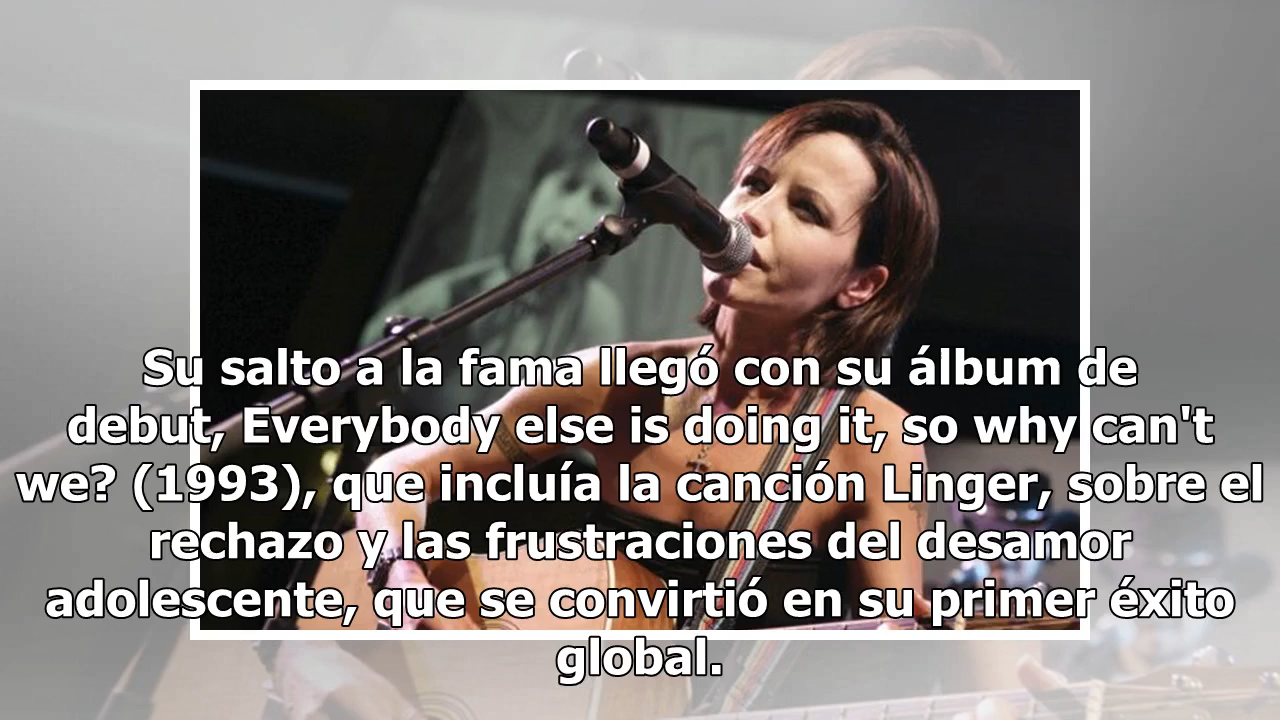 Su salto a la fama llegó con su álbum de
debut, Everybody else is doing it, so why can't
we? (1993), que incluía la canción Linger, sobre el
rechazo y las frustraciones del desamor
adolescente, que se convirtió en su primer éxito
global.